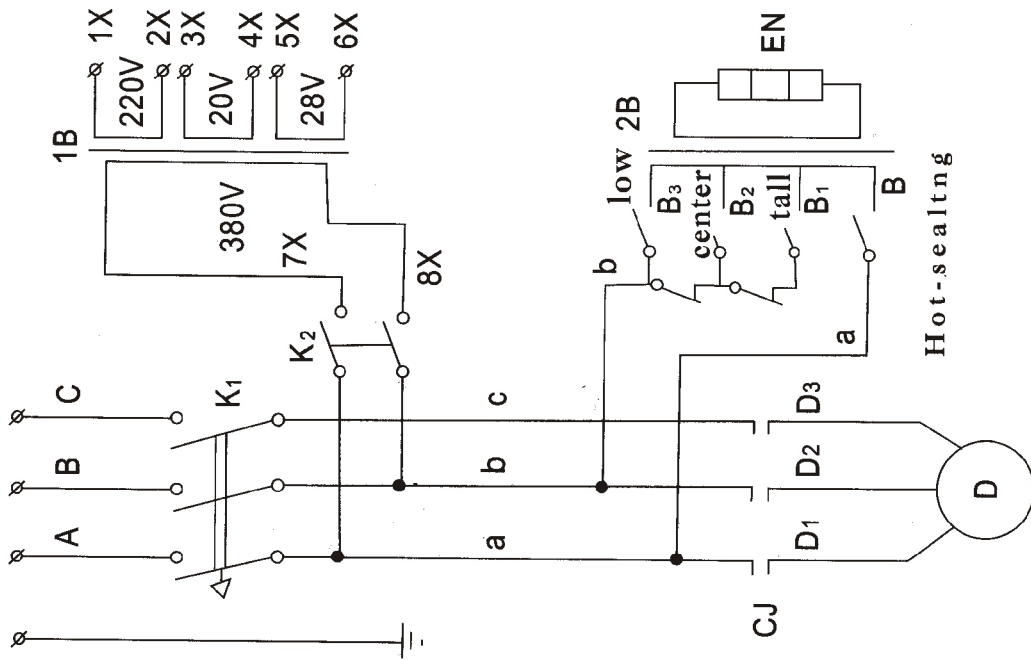 1X
2X
3X
4X
5X
6X
220V
20V
28V
1B
380V
7X
8X
K2
K1
A
B
C
a
b
c
CJ
D1
D2
D3
D
b
a
low
center
tall
B3
B2
B1
B
2B
EN
Hot-sealtng